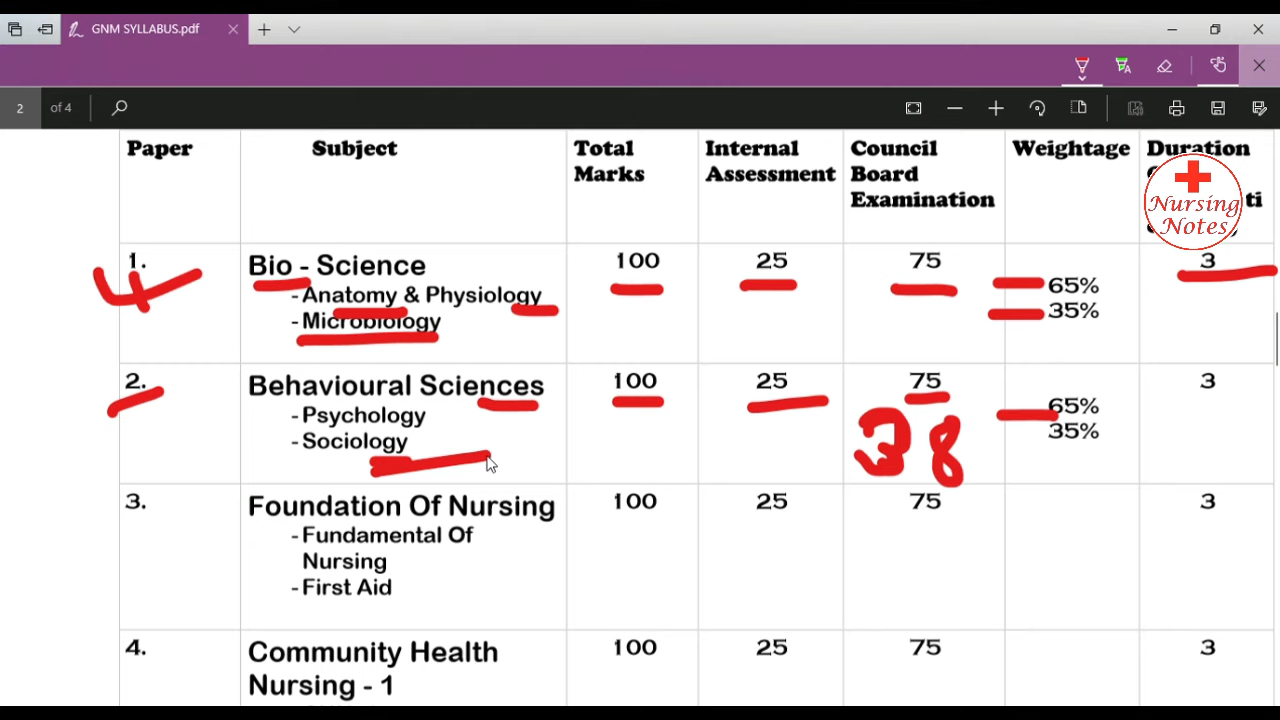 GNM SYLLABUS.pdf
2 of 4
Paper Subject Total Marks Internal Assessment Council Board Examination Weightage Duration
Nursing Notes
1. Bio - Science 100 25 75 3
- Anatomy & Physiology 65%
- Microbiology 35%
4
2. Behavioural Sciences 100 25 75 3
- Psychology 65%
- Sociology 35%
38
3. Foundation Of Nursing 100 25 75 3
- Fundamental Of
Nursing
- First Aid
4. Community Health 100 25 75 3
Nursing - 1